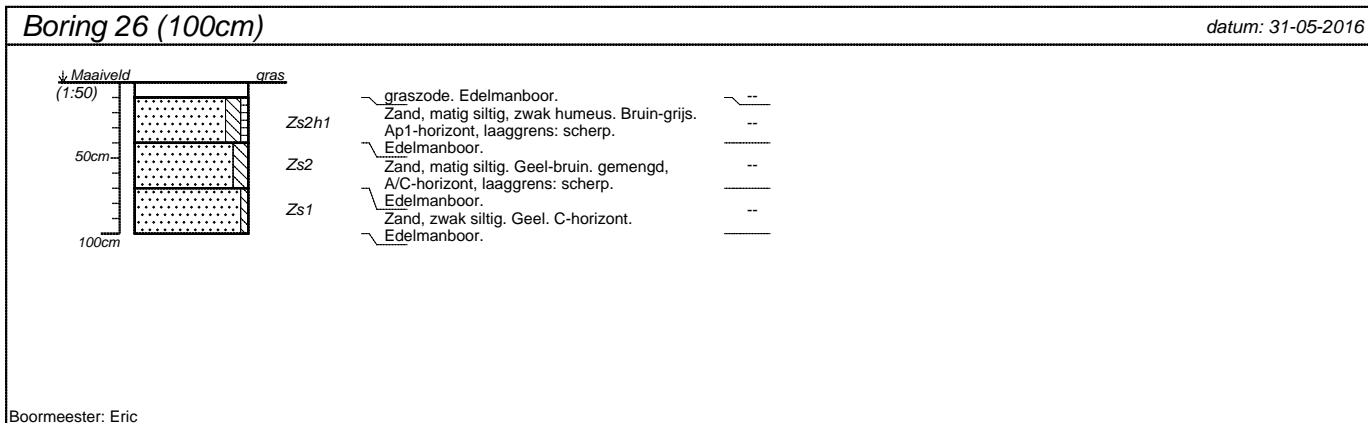 Boring 26 (100cm)
datum: 31-05-2016
Maaiveld
gras
(1:50)
graszode. Edelmanboor.
--
Zs2h1
Zand, matig siltig, zwak humeus. Bruin-grijs.
Ap1-horizont, laaggrens: scherp.
Edelmanboor.
--
50cm
Zs2
Zand, matig siltig. Geel-bruin. gemengd,
A/C-horizont, laaggrens: scherp.
Edelmanboor.
--
Zs1
Zand, zwak siltig. Geel. C-horizont.
Edelmanboor.
--
100cm
Boormeester: Eric